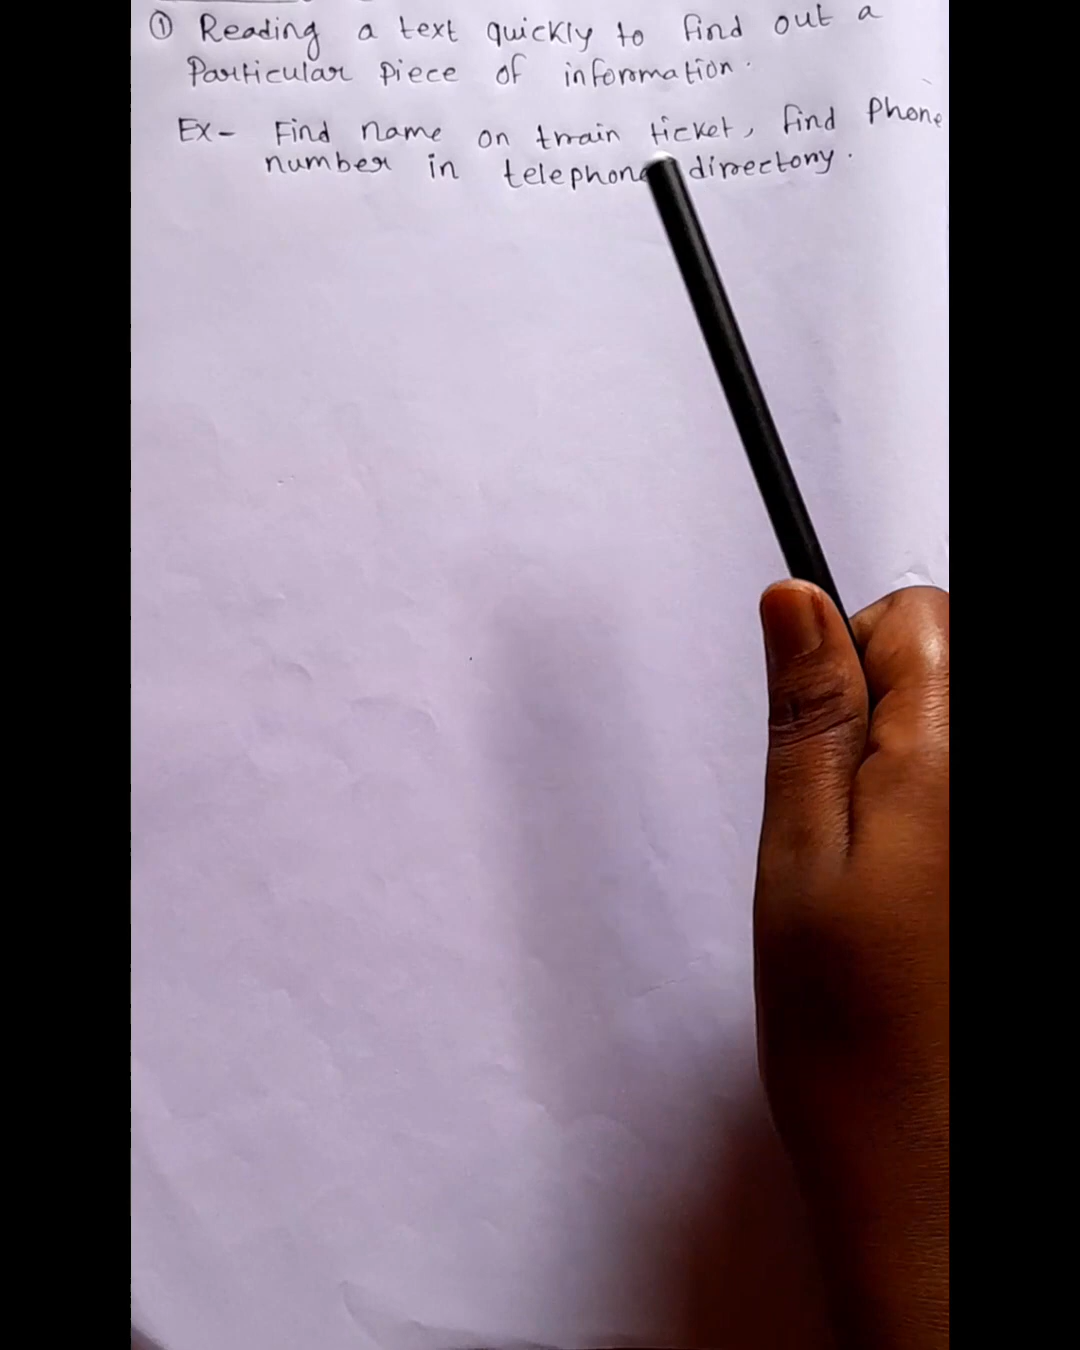 ① Reading a text quickly to find out a
Particular piece of information.
Ex- Find name on train ticket, find Phone
number in telephone directory.